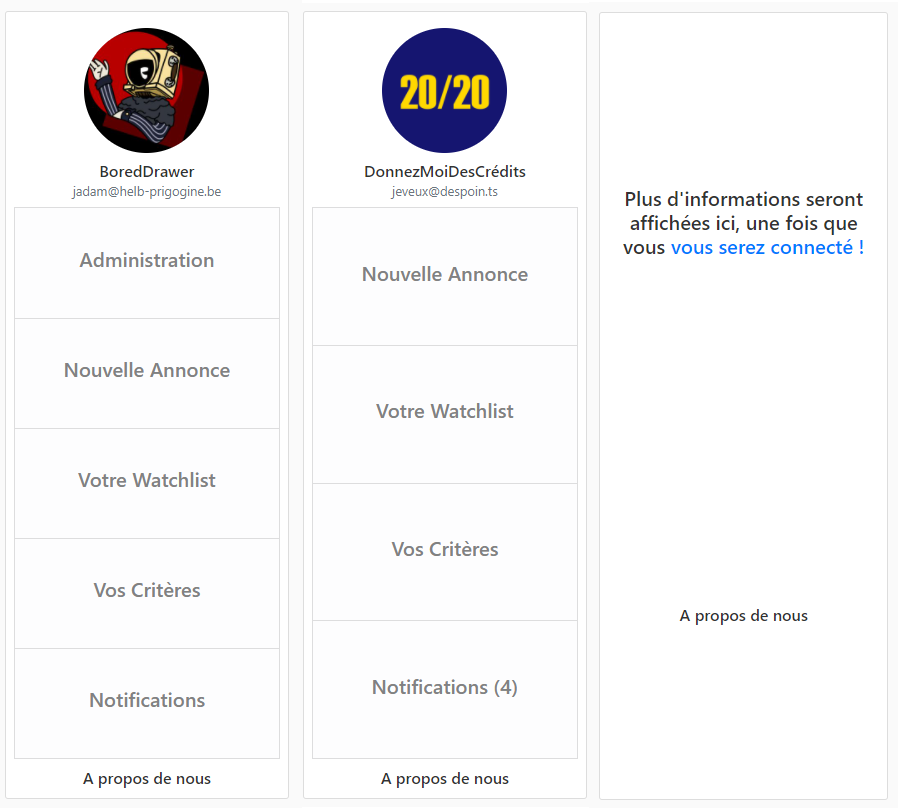 BoredDrawer
jadam@helb-prigogine.be
Administration
Nouvelle Annonce
Votre Watchlist
Vos Critères
Notifications
A propos de nous
20/20
DonnezMoiDesCrédits
jeveux@despoin.ts
Nouvelle Annonce
Votre Watchlist
Vos Critères
Notifications (4)
A propos de nous
Plus d'informations seront
affichées ici, une fois que
vous vous serez connecté !
A propos de nous